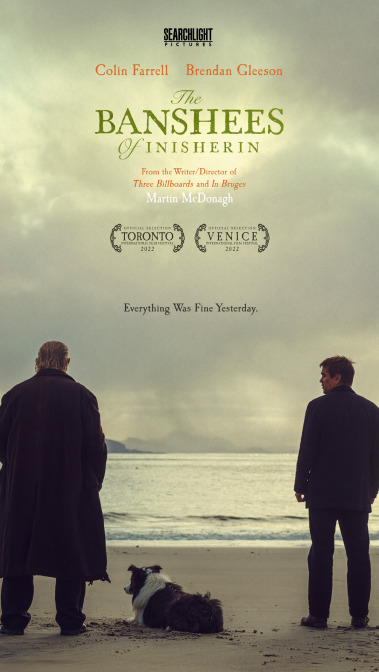 SEARCHLIGHT
PICTURES
Colin Farrell Brendan Gleeson
The
BANSHEES
Of INISHERIN
From the Writer/Director of
Three Billboards and In Bruges
Martin McDonagh
OFFICIAL SELECTION
TORONTO
INTERNATIONAL FILM FESTIVAL
2022
OFFICIAL SELECTION
VENICE
INTERNATIONAL FILM FESTIVAL
2022
Everything Was Fine Yesterday.